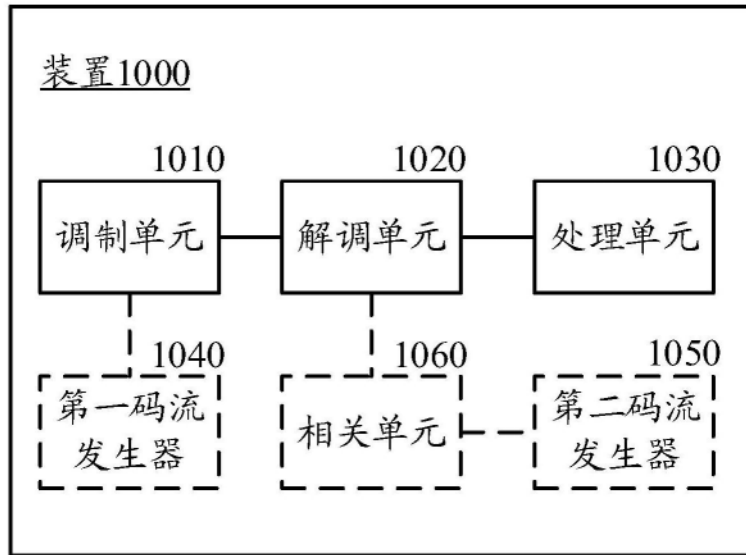 装置1000
1010
调制单元
1020
解调单元
1030
处理单元
1040
第一码流
发生器
1060
相关单元
1050
第二码流
发生器